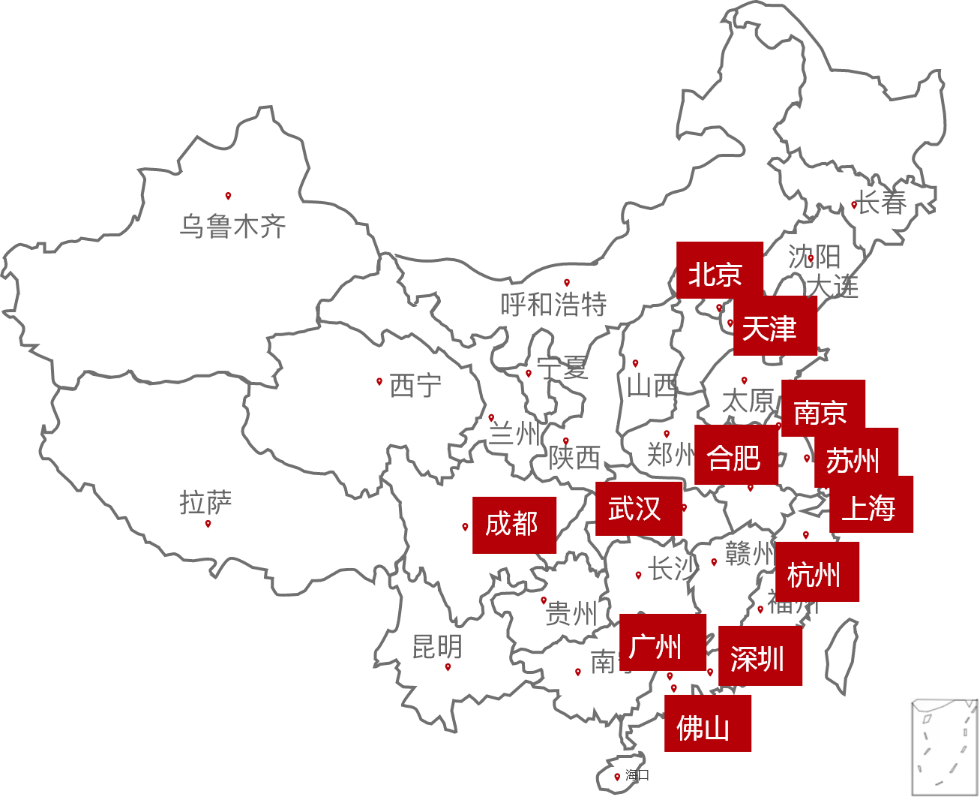 长春
乌鲁木齐
沈阳
北京
大连
呼和浩特
天津
宁夏
西宁
山西
太原
南京
兰州
郑州
合肥
陕西
苏州
拉萨
武汉
上海
成都
赣州
长沙
杭州
福州
贵州
广州
昆明
深圳
南宁
佛山
海口